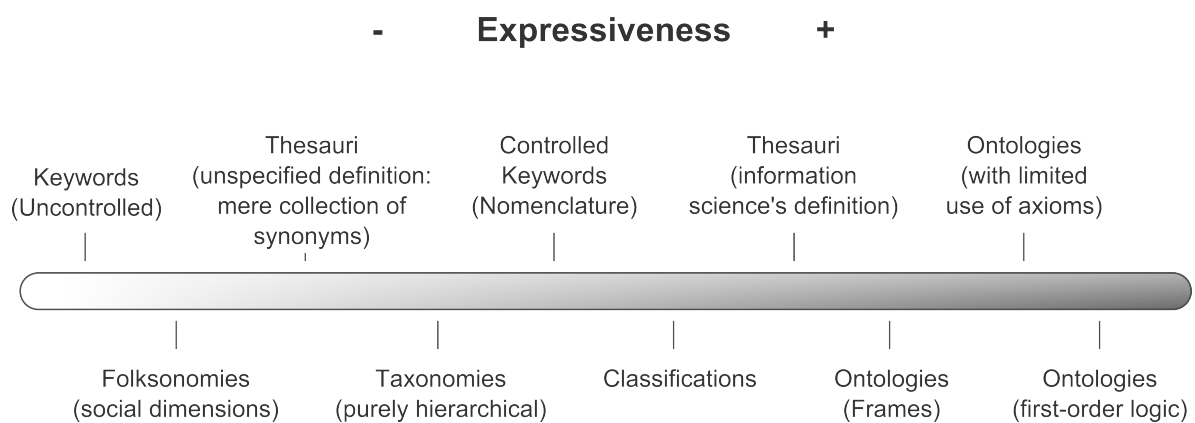 - Expressiveness +
Keywords
(Uncontrolled)
Thesauri
(unspecified definition:
mere collection of
synonyms)
Controlled
Keywords
(Nomenclature)
Thesauri
(information
science's definition)
Ontologies
(with limited
use of axioms)
Folksonomies
(social dimensions)
Taxonomies
(purely hierarchical)
Classifications
Ontologies
(Frames)
Ontologies
(first-order logic)